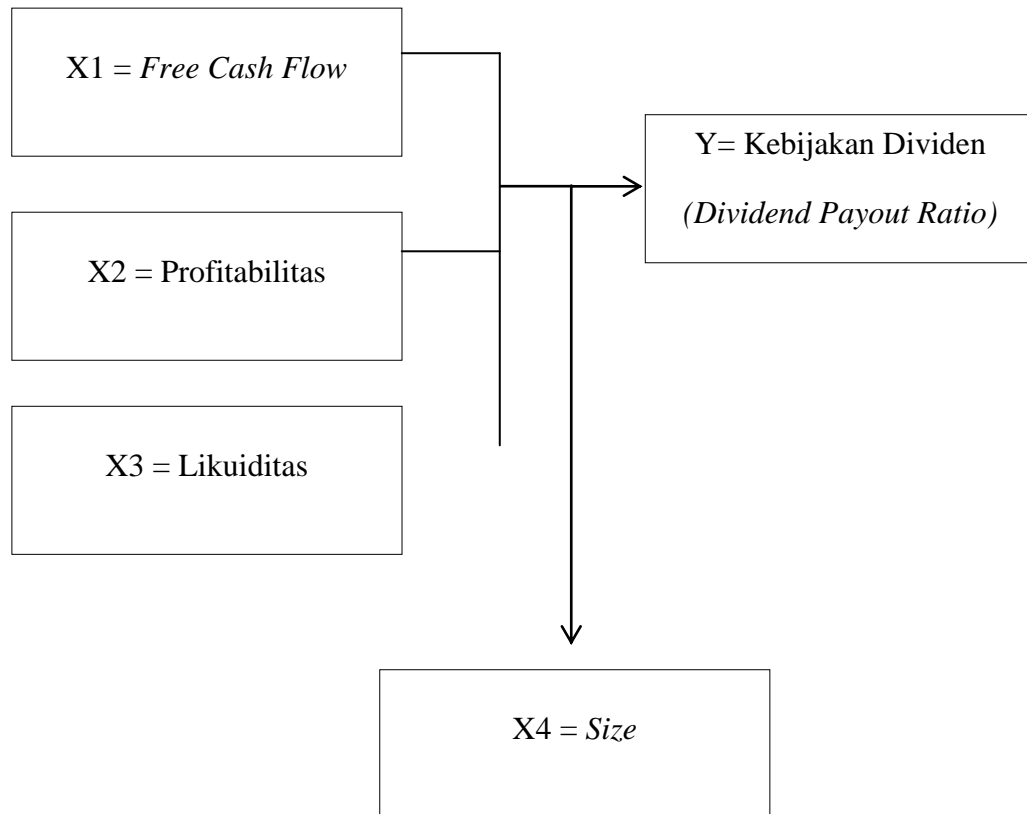 X1 = Free Cash Flow
Y= Kebijakan Dividen
(Dividend Payout Ratio)
X2 = Profitabilitas
X3 = Likuiditas
X4 = Size